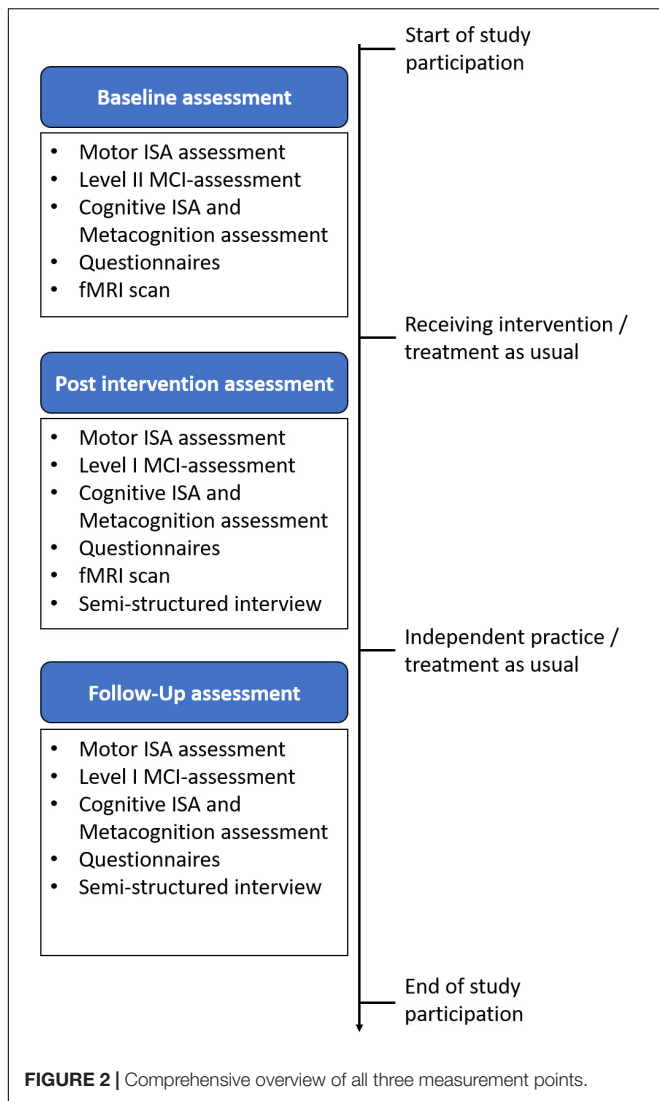 Start of study
participation
Baseline assessment
• Motor ISA assessment
• Level II MCI-assessment
• Cognitive ISA and
Metacognition assessment
• Questionnaires
• fMRI scan
Receiving intervention /
treatment as usual
Post intervention assessment
• Motor ISA assessment
• Level I MCI-assessment
• Cognitive ISA and
Metacognition assessment
• Questionnaires
• fMRI scan
• Semi-structured interview
Independent practice /
treatment as usual
Follow-Up assessment
• Motor ISA assessment
• Level I MCI-assessment
• Cognitive ISA and
Metacognition assessment
• Questionnaires
• Semi-structured interview
End of study
participation
FIGURE 2 | Comprehensive overview of all three measurement points.